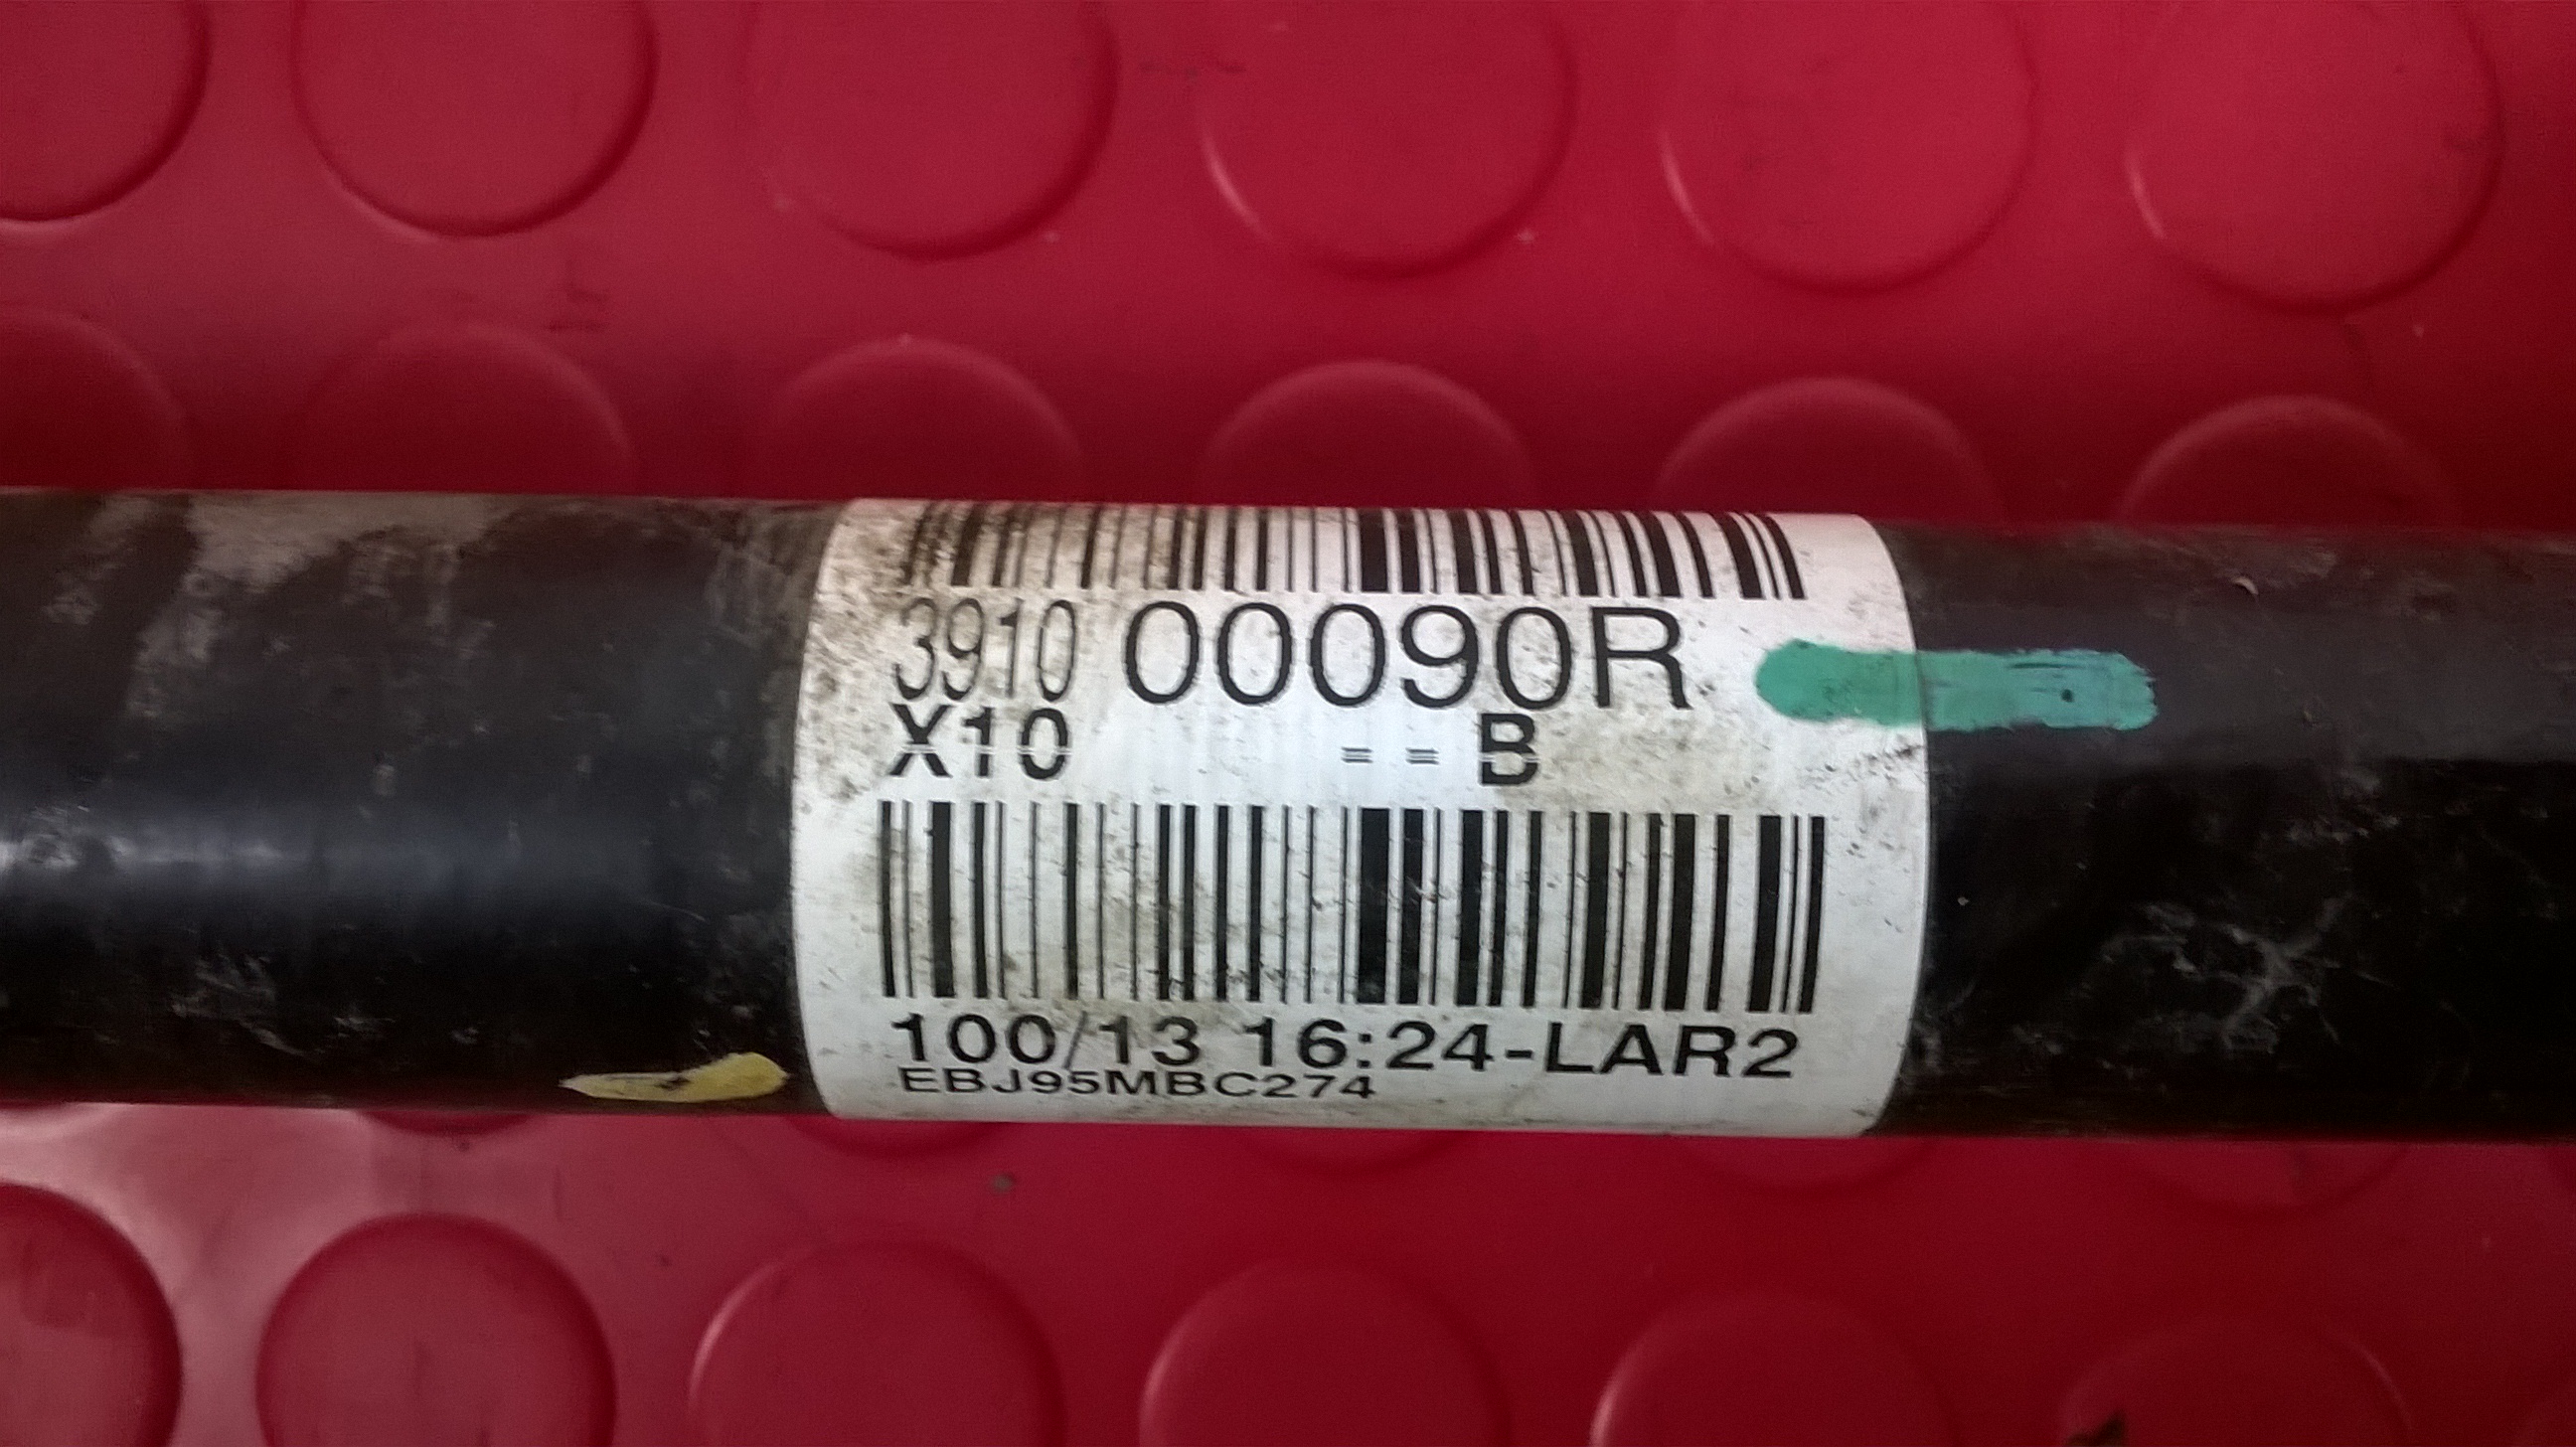 3910 00090R
X10 = = B
100/13 16:24-LAR2
EBJ95MBC274